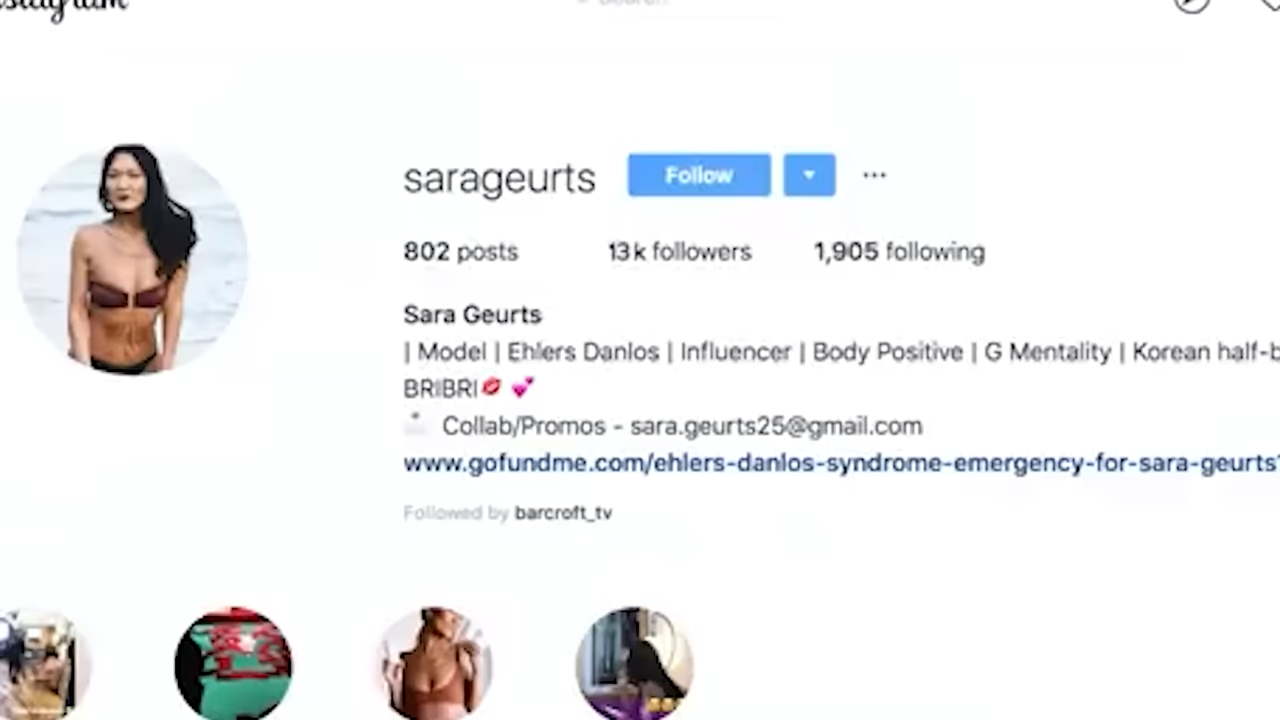 sarageurts Follow
802 posts 13k followers 1,905 following
Sara Geurts
| Model | Ehlers Danlos | Influencer | Body Positive | G Mentality | Korean half-b
BRIBRI💋 💕
Collab/Promos - sara.geurts25@gmail.com
www.gofundme.com/ehlers-danlos-syndrome-emergency-for-sara-geurts
Followed by barcroft_tv